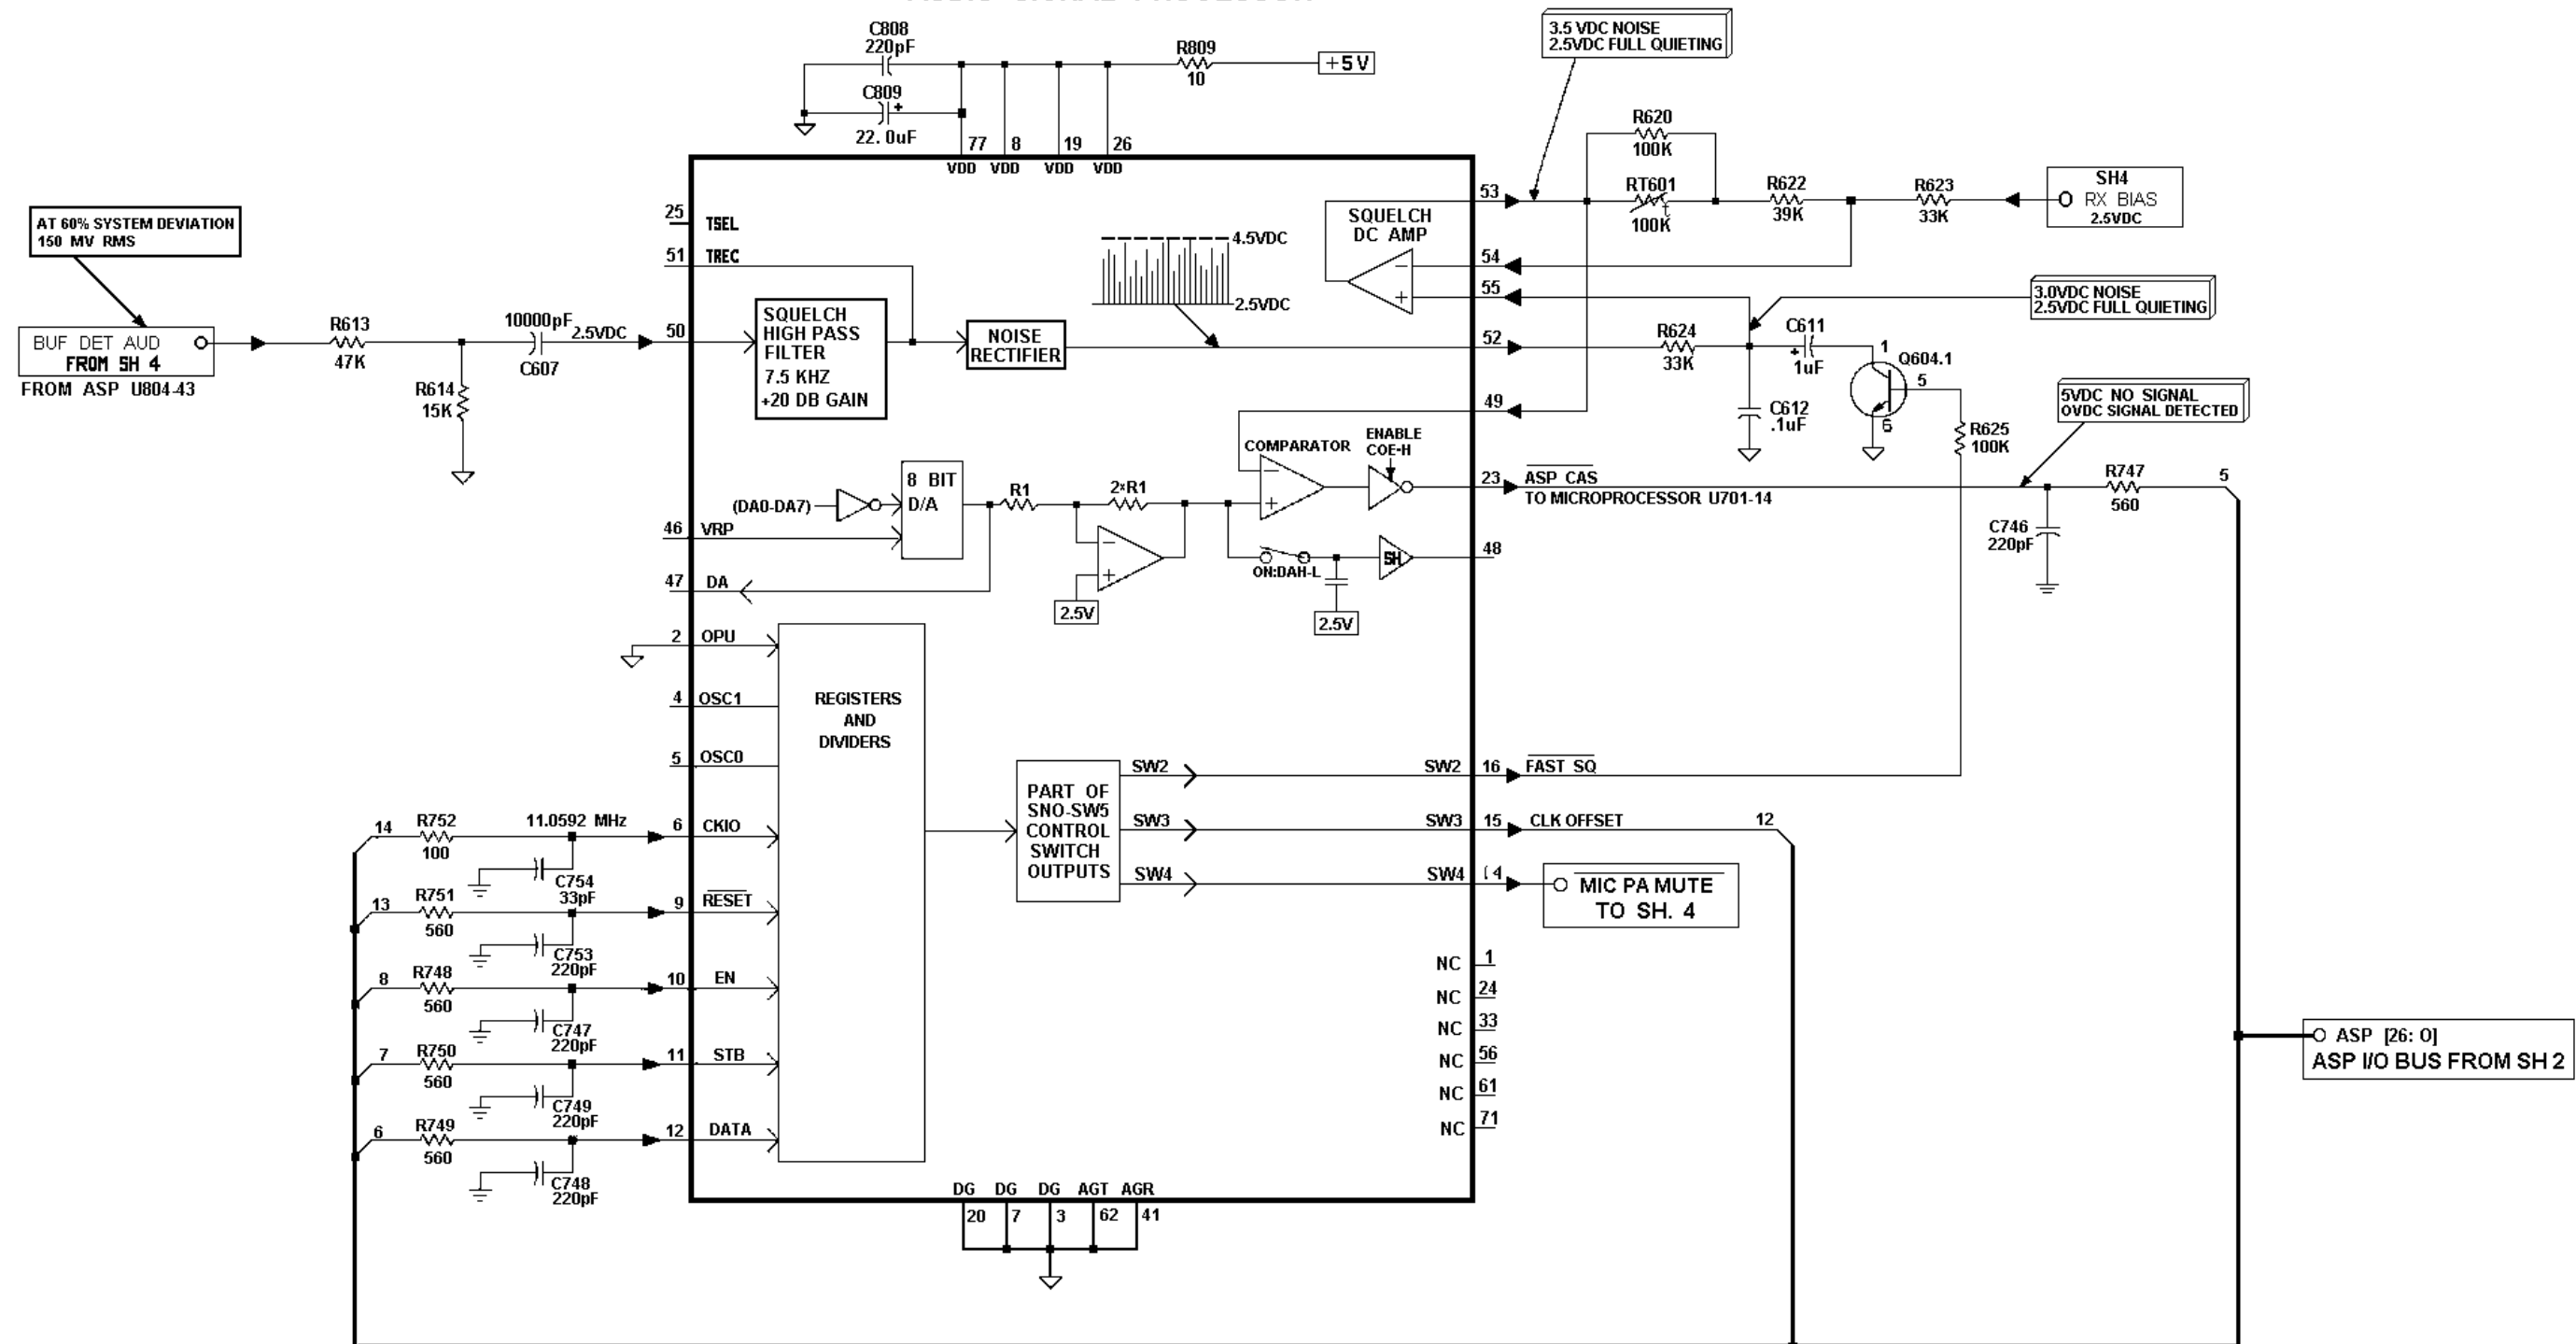 C808
220pF
C809
22.0uF
R809
10
+5V
3.5 VDC NOISE
2.5VDC FULL QUIETING
77
8
19
26
VDD
VDD
VDD
VDD
R620
100K
RT601
t
100K
R622
39K
R623
33K
SH4
RX BIAS
2.5VDC
AT 60% SYSTEM DEVIATION
150 MV RMS
BUF DET AUD
FROM SH 4
FROM ASP U804-43
R613
47K
R614
15K
10000pF
C607
2.5VDC
25
TSEL
51
TREC
50
SQUELCH
HIGH PASS
FILTER
7.5 KHZ
+20 DB GAIN
NOISE
RECTIFIER
4.5VDC
2.5VDC
SQUELCH
DC AMP
−
+
53
54
55
52
49
3.0VDC NOISE
2.5VDC FULL QUIETING
R624
33K
C611
+
1uF
C612
.1uF
1
Q604.1
5
6
R625
100K
5VDC NO SIGNAL
0VDC SIGNAL DETECTED
(DA0-DA7)
8 BIT
D/A
R1
2*R1
−
+
2.5V
COMPARATOR
−
+
ENABLE
COE-H
23
ASP CAS
TO MICROPROCESSOR U701-14
R747
560
5
C746
220pF
46
VRP
47
DA
ON:DAH-L
2.5V
SH
48
2
OPU
4
OSC1
5
OSC0
REGISTERS
AND
DIVIDERS
PART OF
SNO-SW5
CONTROL
SWITCH
OUTPUTS
SW2
SW2
16
FAST SQ
SW3
SW3
15
CLK OFFSET
12
SW4
SW4
14
MIC PA MUTE
TO SH. 4
14
R752
100
11.0592 MHz
6
CKIO
C754
33pF
13
R751
560
9
RESET
C753
220pF
8
R748
560
10
EN
C747
220pF
7
R750
560
11
STB
C749
220pF
6
R749
560
12
DATA
C748
220pF
NC
1
NC
24
NC
33
NC
56
NC
61
NC
71
ASP [26: 0]
ASP I/O BUS FROM SH 2
DG
DG
DG
AGT
AGR
20
7
3
62
41